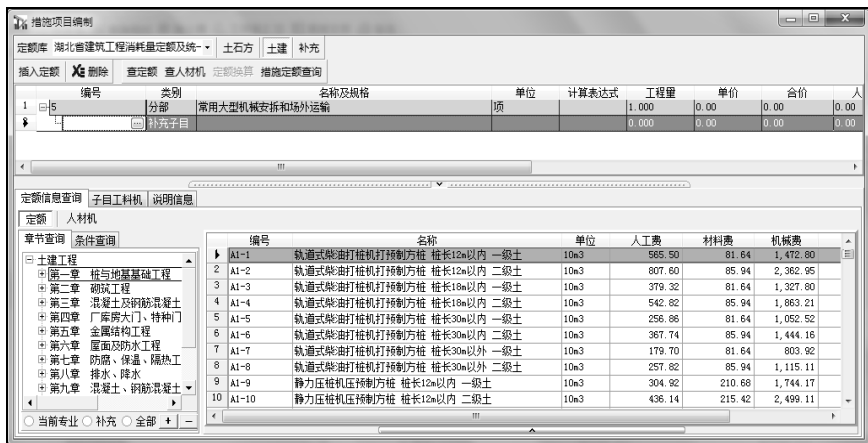 措施项目编制
定额库 湖北省建筑工程消耗量定额及统一 土石方 土建 补充
插入定额 删除 查定额 查人材机 定额换算 措施定额查询
编号 类别 名称及规格 单位 计算表达式 工程量 单价 合价 人
1 5 分部 常用大型机械安拆和场外运输 项 1.000 0.00 0.00 0.00
补充子目 0.000 0.00 0.00 0.00
定额信息查询 子目工料机 说明信息
定额 人材机
章节查询 条件查询
土建工程
第一章 桩与地基基础工程
第二章 砌筑工程
第三章 混凝土及钢筋混凝土
第四章 厂库房大门、特种门
第五章 金属结构工程
第六章 屋面及防水工程
第七章 防腐、保温、隔热工
第八章 排水、降水
第九章 混凝土、钢筋混凝土
当前专业 补充 全部 + -
编号 名称 单位 人工费 材料费 机械费
A1-1 轨道式柴油打桩机打预制方桩 桩长12m以内 一级土 10m3 565.50 81.64 1,472.80
2 A1-2 轨道式柴油打桩机打预制方桩 桩长12m以内 二级土 10m3 807.60 85.94 2,362.95
3 A1-3 轨道式柴油打桩机打预制方桩 桩长18m以内 一级土 10m3 379.32 81.64 1,327.80
4 A1-4 轨道式柴油打桩机打预制方桩 桩长18m以内 二级土 10m3 542.82 85.94 1,863.21
5 A1-5 轨道式柴油打桩机打预制方桩 桩长30m以内 一级土 10m3 256.86 81.64 1,052.52
6 A1-6 轨道式柴油打桩机打预制方桩 桩长30m以内 二级土 10m3 367.74 85.94 1,444.16
7 A1-7 轨道式柴油打桩机打预制方桩 桩长30m以外 一级土 10m3 179.70 81.64 803.92
8 A1-8 轨道式柴油打桩机打预制方桩 桩长30m以外 二级土 10m3 257.82 85.94 1,115.11
9 A1-9 静力压桩机压预制方桩 桩长12m以内 一级土 10m3 304.92 210.68 1,744.17
10 A1-10 静力压桩机压预制方桩 桩长12m以内 二级土 10m3 436.14 215.42 2,499.11